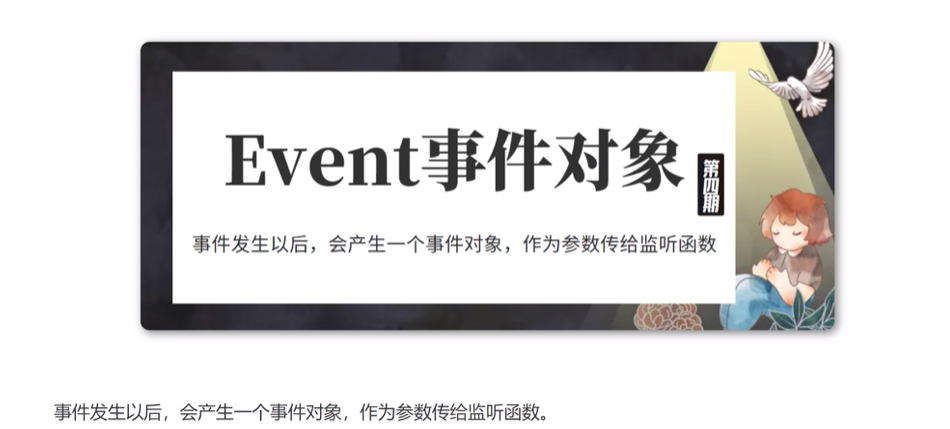 Event事件对象
第四期
事件发生以后，会产生一个事件对象，作为参数传给监听函数
事件发生以后，会产生一个事件对象，作为参数传给监听函数。